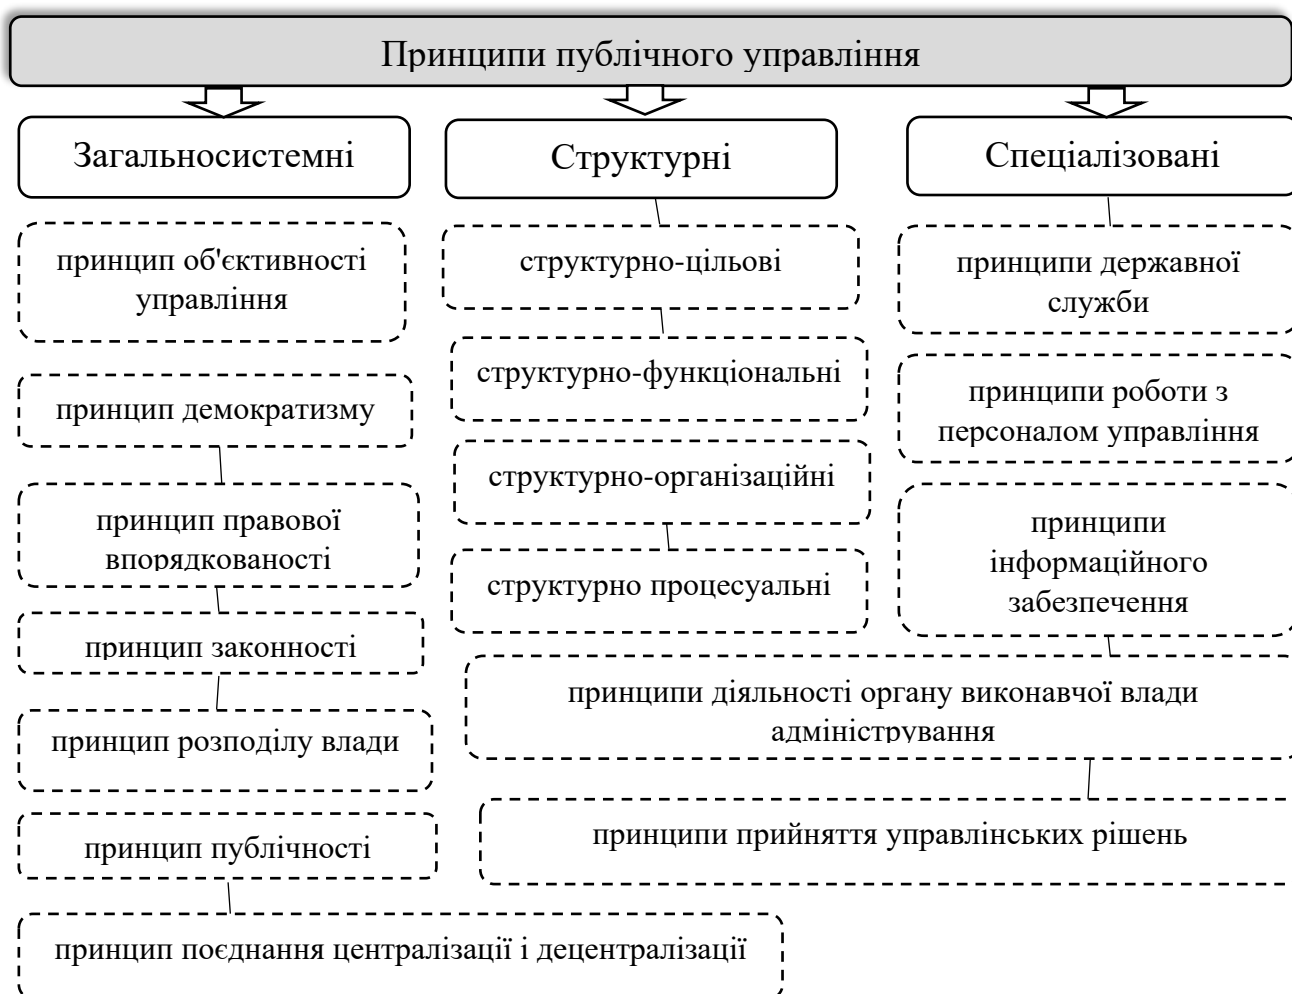 Принципи публічного управління
Загальносистемні
принцип об'єктивності
управління
принцип демократизму
принцип правової
впорядкованості
принцип законності
принцип розподілу влади
принцип публічності
принцип поєднання централізації і децентралізації
Структурні
структурно-цільові
структурно-функціональні
структурно-організаційні
структурно процесуальні
Спеціалізовані
принципи державної
служби
принципи роботи з
персоналом управління
принципи
інформаційного
забезпечення
принципи діяльності органу виконавчої влади
адміністрування
принципи прийняття управлінських рішень